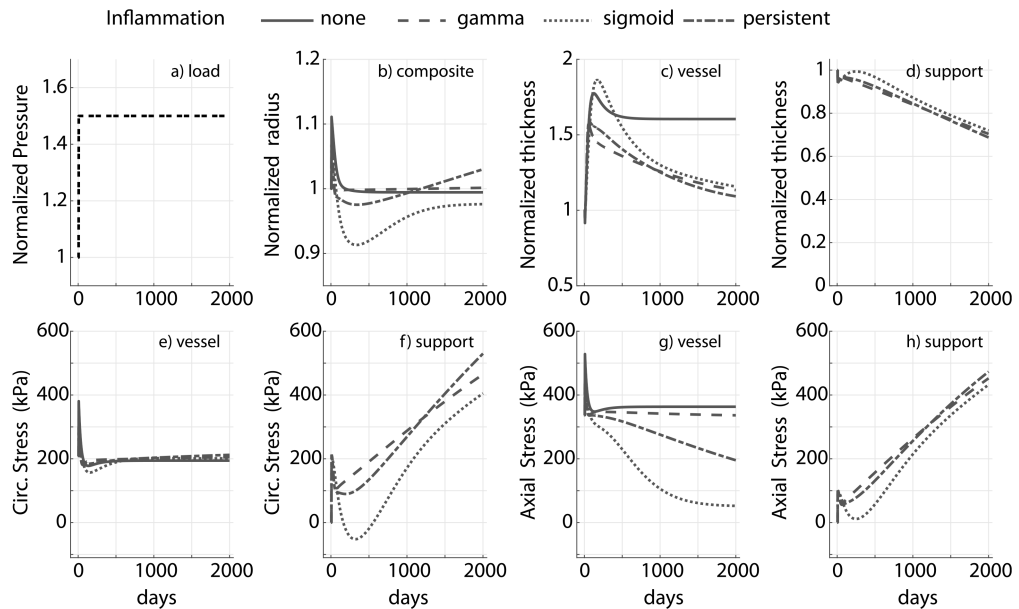 Inflammation none gamma sigmoid persistent
a) load
Normalized Pressure
1.6
1.4
1.2
1
0 1000 2000
b) composite
Normalized radius
1.2
1.1
1
0.9
0 1000 2000
c) vessel
Normalized thickness
2
1.5
1
0.5
0 1000 2000
d) support
Normalized thickness
1
0.8
0.6
0.4
0.2
0
0 1000 2000
e) vessel
Circ. Stress (kPa)
600
400
200
0
0 1000 2000
days
f) support
Circ. Stress (kPa)
600
400
200
0
0 1000 2000
days
g) vessel
Axial Stress (kPa)
600
400
200
0
0 1000 2000
days
h) support
Axial Stress (kPa)
600
400
200
0
0 1000 2000
days